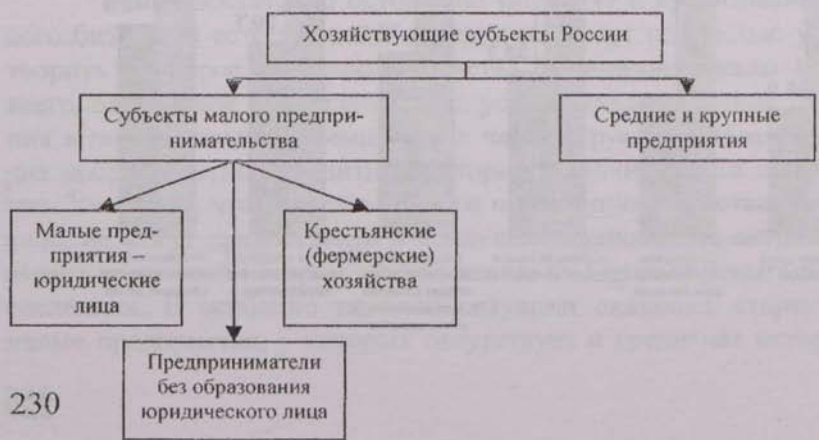 Хозяйствующие субъекты России
Субъекты малого предпри-
нимательства
Средние и крупные
предприятия
Малые пред-
приятия –
юридические
лица
Крестьянские
(фермерские)
хозяйства
Предприниматели
без образования
юридического лица
230